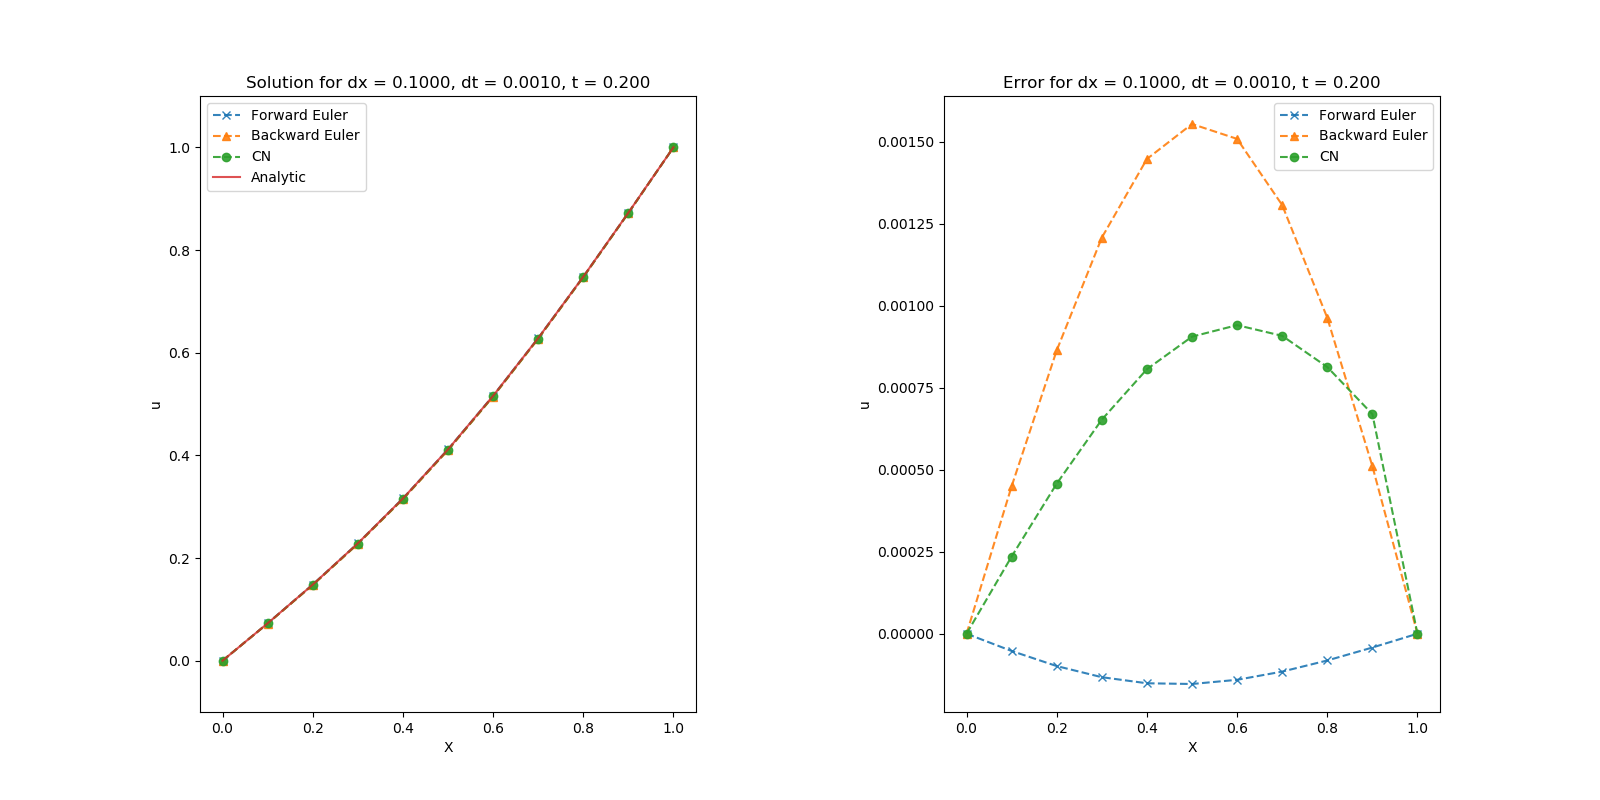 Solution for dx = 0.1000, dt = 0.0010, t = 0.200
Forward Euler
Backward Euler
CN
Analytic
1.0
0.8
0.6
0.4
0.2
0.0
u
0.0
0.2
0.4
0.6
0.8
1.0
X
Error for dx = 0.1000, dt = 0.0010, t = 0.200
Forward Euler
Backward Euler
CN
0.00150
0.00125
0.00100
0.00075
0.00050
0.00025
0.00000
u
0.0
0.2
0.4
0.6
0.8
1.0
X